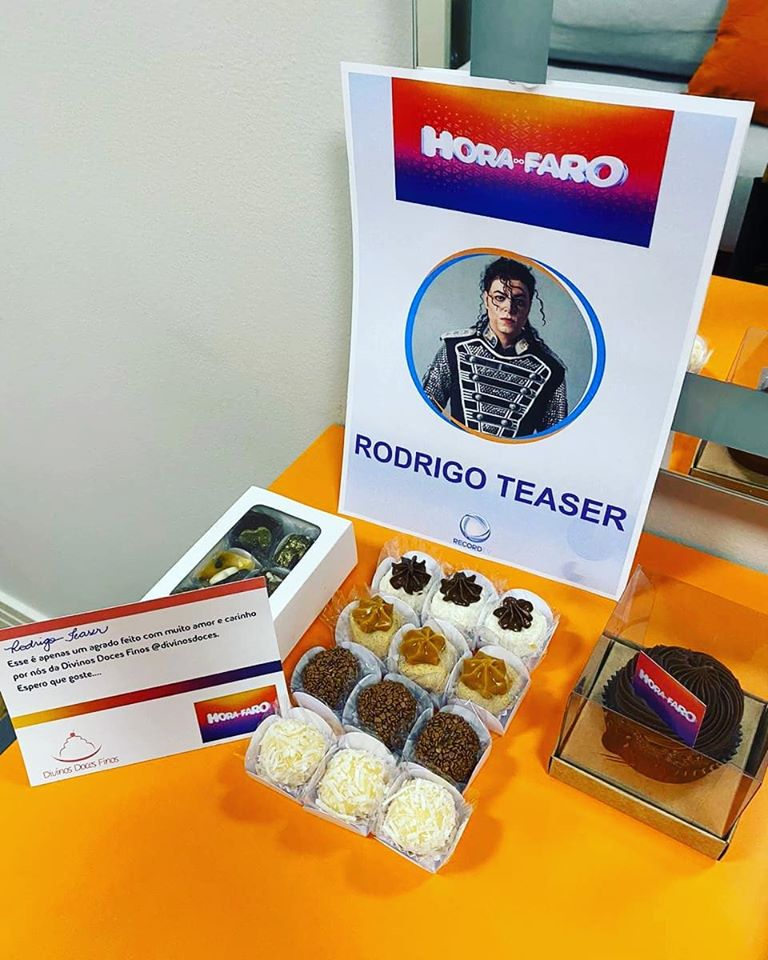 HORA DO FARO
RODRIGO TEASER
RECORD
Rodrigo Teaser
Esse é apenas um agrado feito com muito amor e carinho
por nós da Divinos Doces Finos @divinosdoces.
Espero que goste....
HORA DO FARO
Divinos Doces Finos
HORA DO FARO